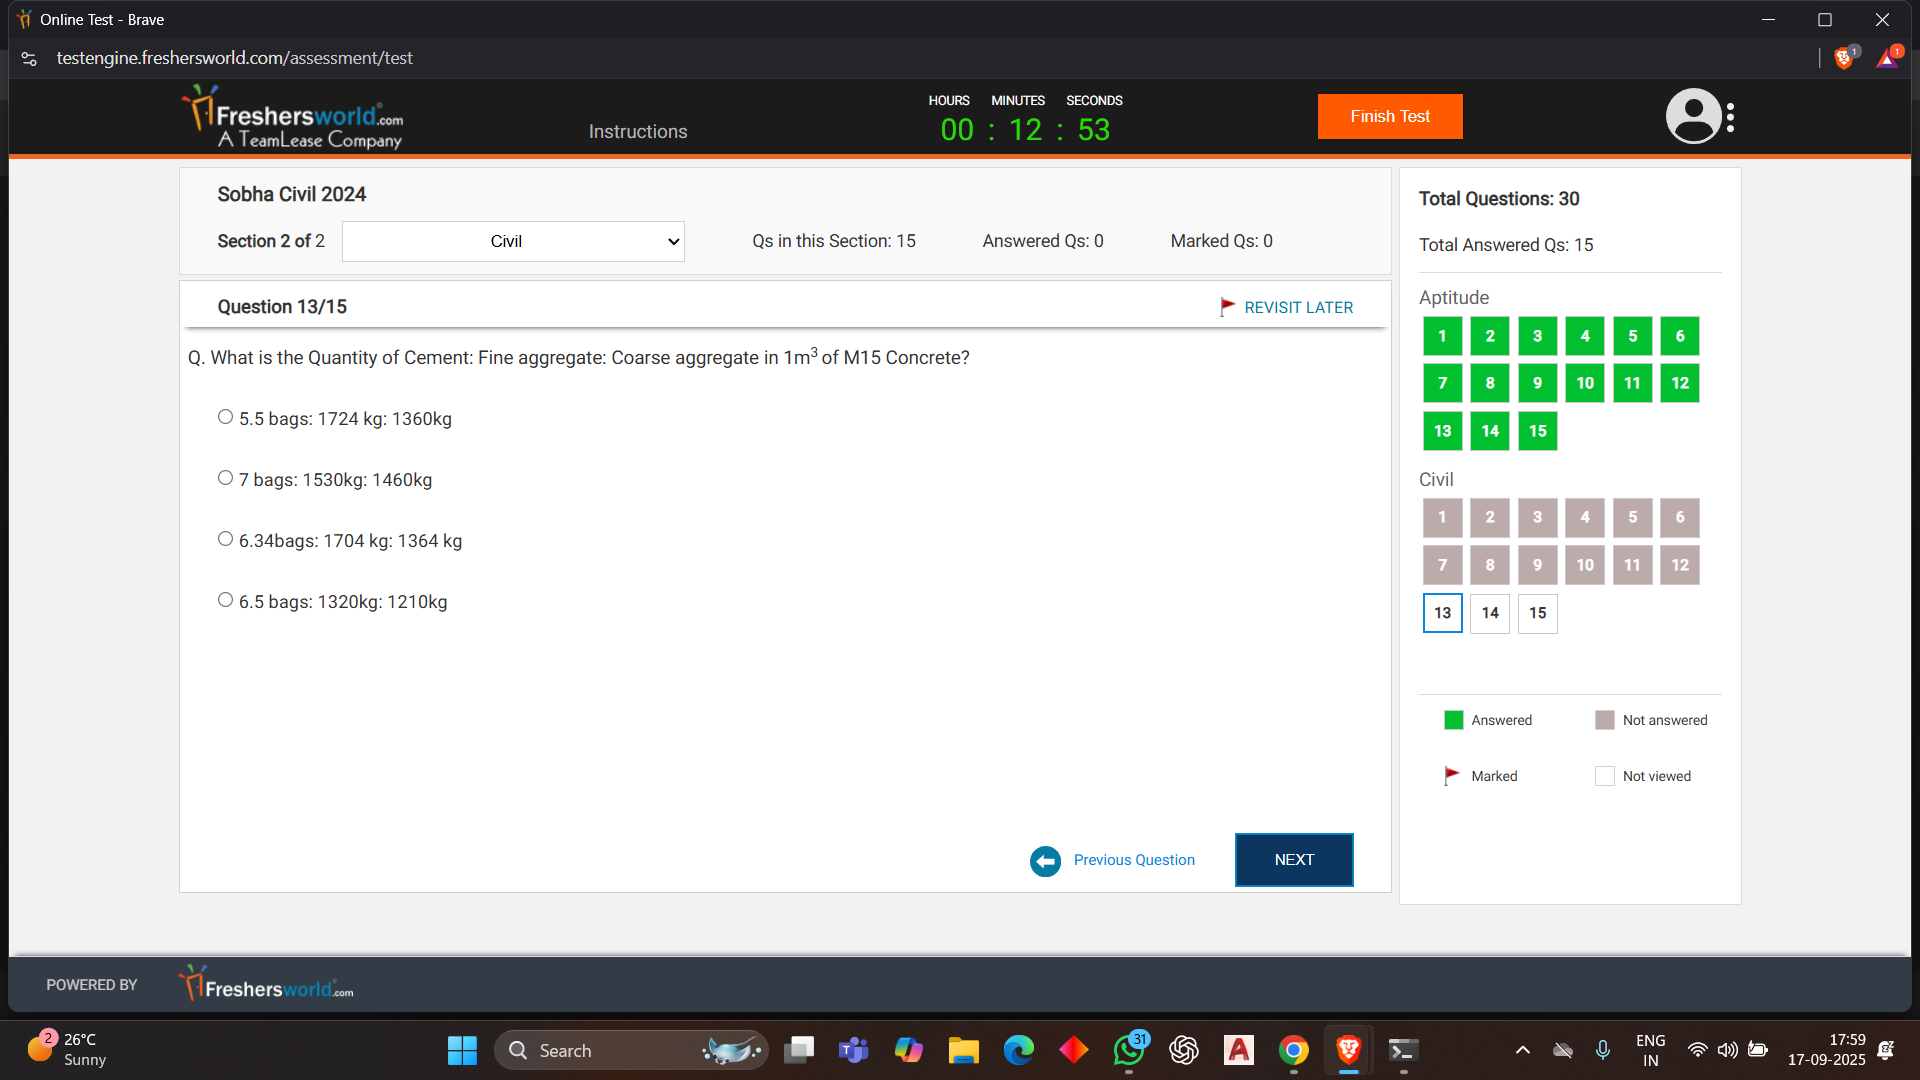 Online Test - Brave
testengine.freshersworld.com/assessment/test
1
1
Freshersworld.com
A TeamLease Company
Instructions
HOURS MINUTES SECONDS
00 : 12 : 53
Finish Test
Sobha Civil 2024
Section 2 of 2
Civil
Qs in this Section: 15
Answered Qs: 0
Marked Qs: 0
Question 13/15
REVISIT LATER
Q. What is the Quantity of Cement: Fine aggregate: Coarse aggregate in 1m³ of M15 Concrete?
5.5 bags: 1724 kg: 1360kg
7 bags: 1530kg: 1460kg
6.34bags: 1704 kg: 1364 kg
6.5 bags: 1320kg: 1210kg
Previous Question
NEXT
Total Questions: 30
Total Answered Qs: 15
Aptitude
1 2 3 4 5 6
7 8 9 10 11 12
13 14 15
Civil
1 2 3 4 5 6
7 8 9 10 11 12
13 14 15
Answered
Not answered
Marked
Not viewed
POWERED BY
Freshersworld.com
2
26°C
Sunny
Search
31
ENG
IN
17:59
17-09-2025